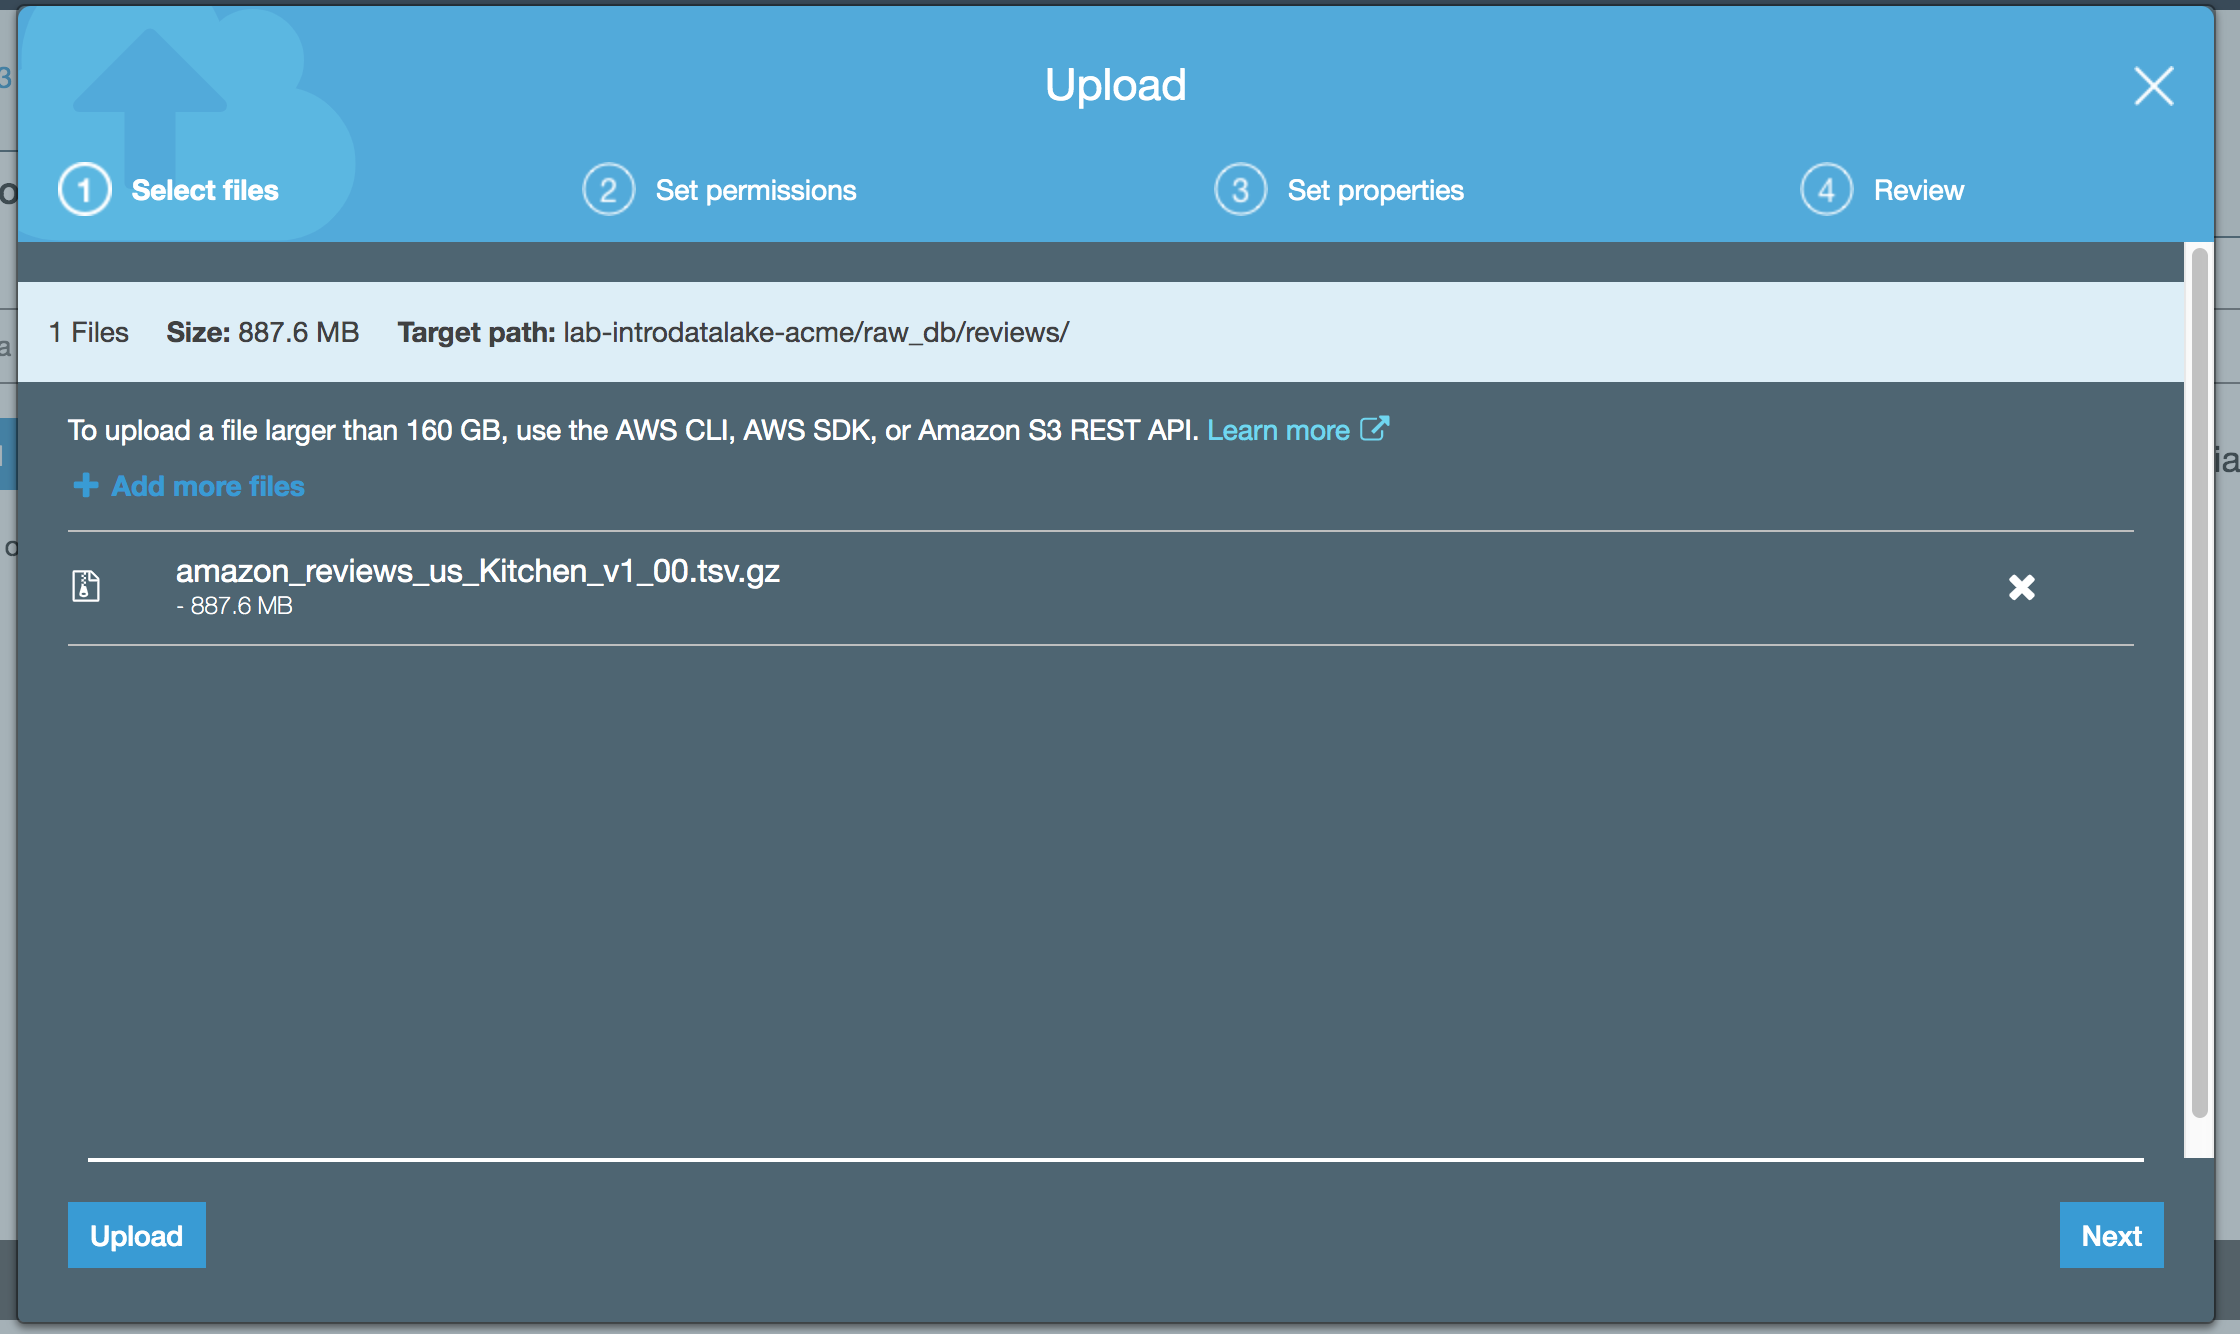 Upload
1 Select files
2 Set permissions
3 Set properties
4 Review
1 Files Size: 887.6 MB Target path: lab-introdatalake-acme/raw_db/reviews/
To upload a file larger than 160 GB, use the AWS CLI, AWS SDK, or Amazon S3 REST API. Learn more
Add more files
amazon_reviews_us_Kitchen_v1_00.tsv.gz
- 887.6 MB
Upload
Next